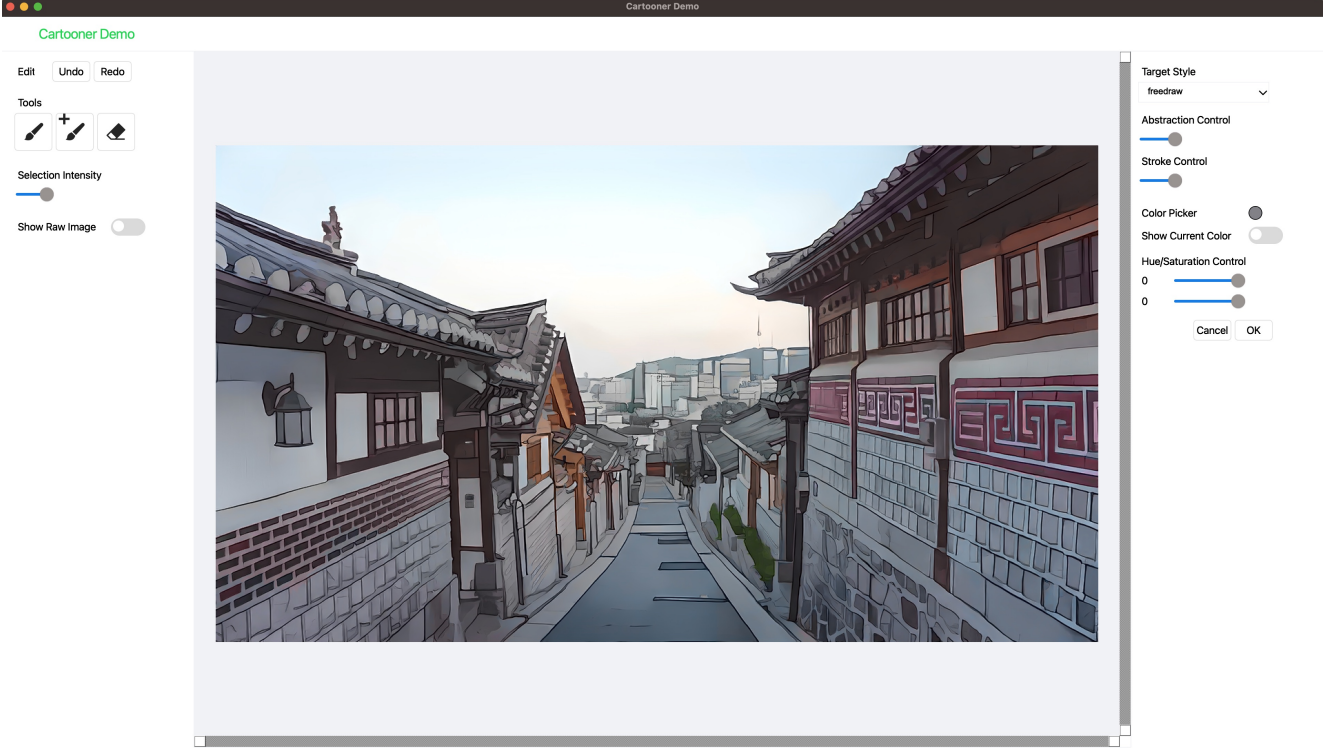 Cartooner Demo
Cartooner Demo
Edit Undo Redo
Tools
Selection Intensity
Show Raw Image
Target Style
freedraw
Abstraction Control
Stroke Control
Color Picker
Show Current Color
Hue/Saturation Control
0
0
Cancel OK